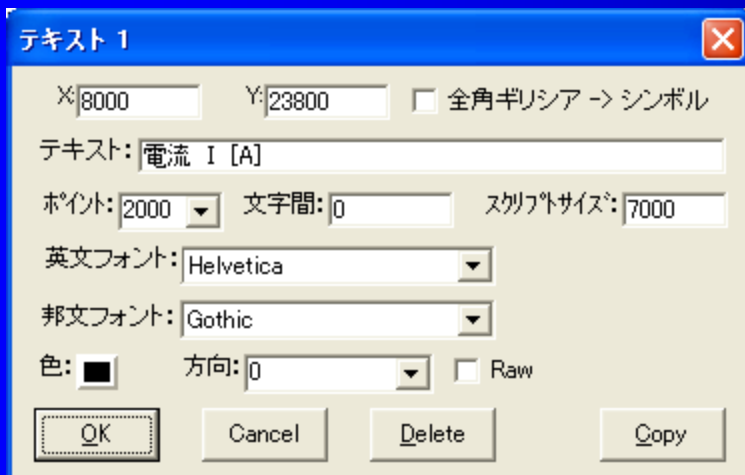 テキスト 1
X: 8000 Y: 23800 全角ギリシア -> シンボル
テキスト: 電流 I [A]
ﾎﾟｲﾝﾄ: 2000 文字間: 0 ｽｸﾘﾌﾟﾄｻｲｽﾞ: 7000
英文フォント: Helvetica
邦文フォント: Gothic
色: 方向: 0 Raw
OK Cancel Delete Copy